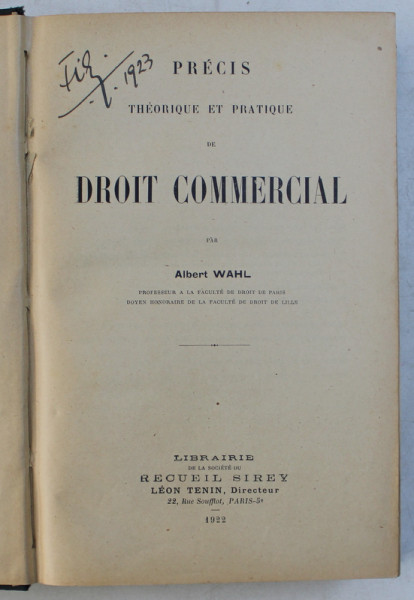 1923
PRÉCIS
THÉORIQUE ET PRATIQUE
DE
DROIT COMMERCIAL
PAR
Albert WAHL
PROFESSEUR A LA FACULTÉ DE DROIT DE PARIS
DOYEN HONORAIRE DE LA FACULTÉ DE DROIT DE LILLE
LIBRAIRIE
DE LA SOCIÉTÉ DU
RECUEIL SIREY
LÉON TENIN, Directeur
22, Rue Soufflot, PARIS-5e
1922